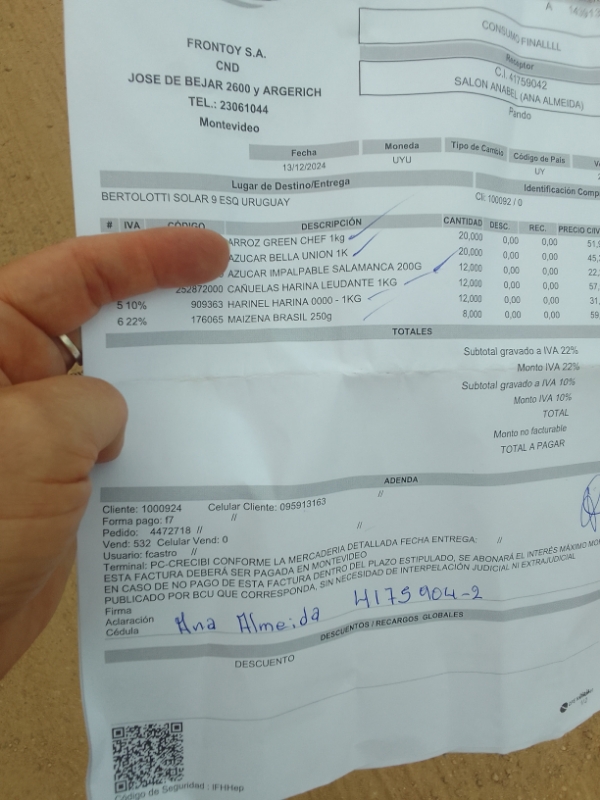 A
FRONTOY S.A.
CND
JOSE DE BEJAR 2600 y ARGERICH
TEL.: 23061044
Montevideo
CONSUMO FINALLLL
Receptor
C.I. 41759042
SALON ANABEL (ANA ALMEIDA)
Pando
Fecha Moneda Tipo de Cambio Código de País
13/12/2024 UYU UY
Lugar de Destino/Entrega Identificación
BERTOLOTTI SOLAR 9 ESQ URUGUAY CI: 100092 / 0
# IVA CÓDIGO DESCRIPCIÓN CANTIDAD DESC. REC. PRECIO
ARROZ GREEN CHEF 1kg 20,000 0,00 0,00
AZUCAR BELLA UNION 1K 20,000 0,00 0,00
AZUCAR IMPALPABLE SALAMANCA 200G 12,000 0,00 0,00
252872000 CAÑUELAS HARINA LEUDANTE 1KG 12,000 0,00 0,00
5 10% 909363 HARINEL HARINA 0000 - 1KG 12,000 0,00 0,00
6 22% 176065 MAIZENA BRASIL 250g 8,000 0,00 0,00
TOTALES
Subtotal gravado a IVA 22%
Monto IVA 22%
Subtotal gravado a IVA 10%
Monto IVA 10%
TOTAL
Monto no facturable
TOTAL A PAGAR
ADENDA
Cliente: 1000924 Celular Cliente: 095913163 //
Forma pago: f7 //
Pedido: 4472718 // //
Vend: 532 Celular Vend: 0
Usuario: fcastro //
Terminal: PC-CRECIBI CONFORME LA MERCADERIA DETALLADA FECHA ENTREGA: //
ESTA FACTURA DEBERÁ SER PAGADA EN MONTEVIDEO
EN CASO DE NO PAGO DE ESTA FACTURA DENTRO DEL PLAZO ESTIPULADO, SE ABONARÁ EL INTERÉS MÁXIMO
PUBLICADO POR BCU QUE CORRESPONDA, SIN NECESIDAD DE INTERPELACIÓN JUDICIAL NI EXTRAJUDICIAL
Firma
Aclaración Ana Almeida 4175904-2
Cédula
DESCUENTOS / RECARGOS GLOBALES
DESCUENTO
Código de Seguridad :